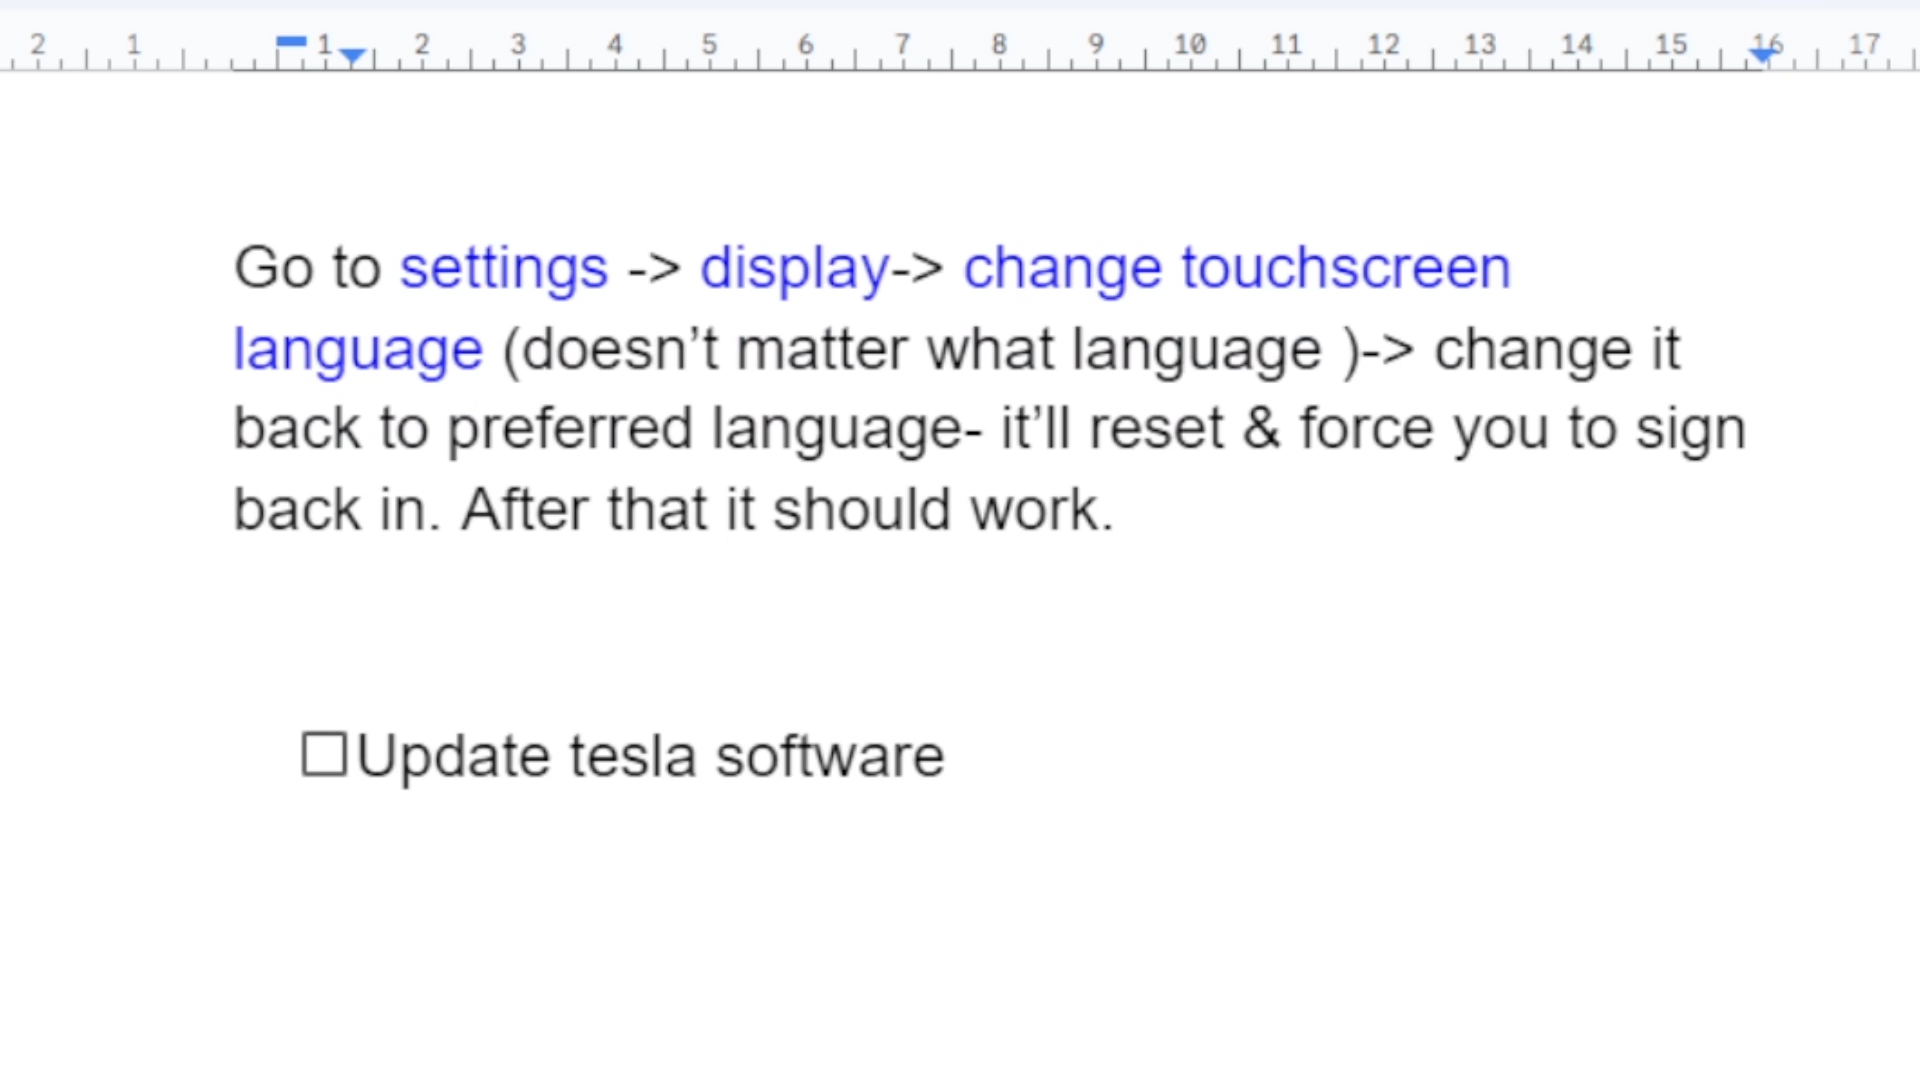 2 1 1 2 3 4 5 6 7 8 9 10 11 12 13 14 15 16 17
Go to settings -> display-> change touchscreen
language (doesn’t matter what language )-> change it
back to preferred language- it’ll reset & force you to sign
back in. After that it should work.
☐Update tesla software